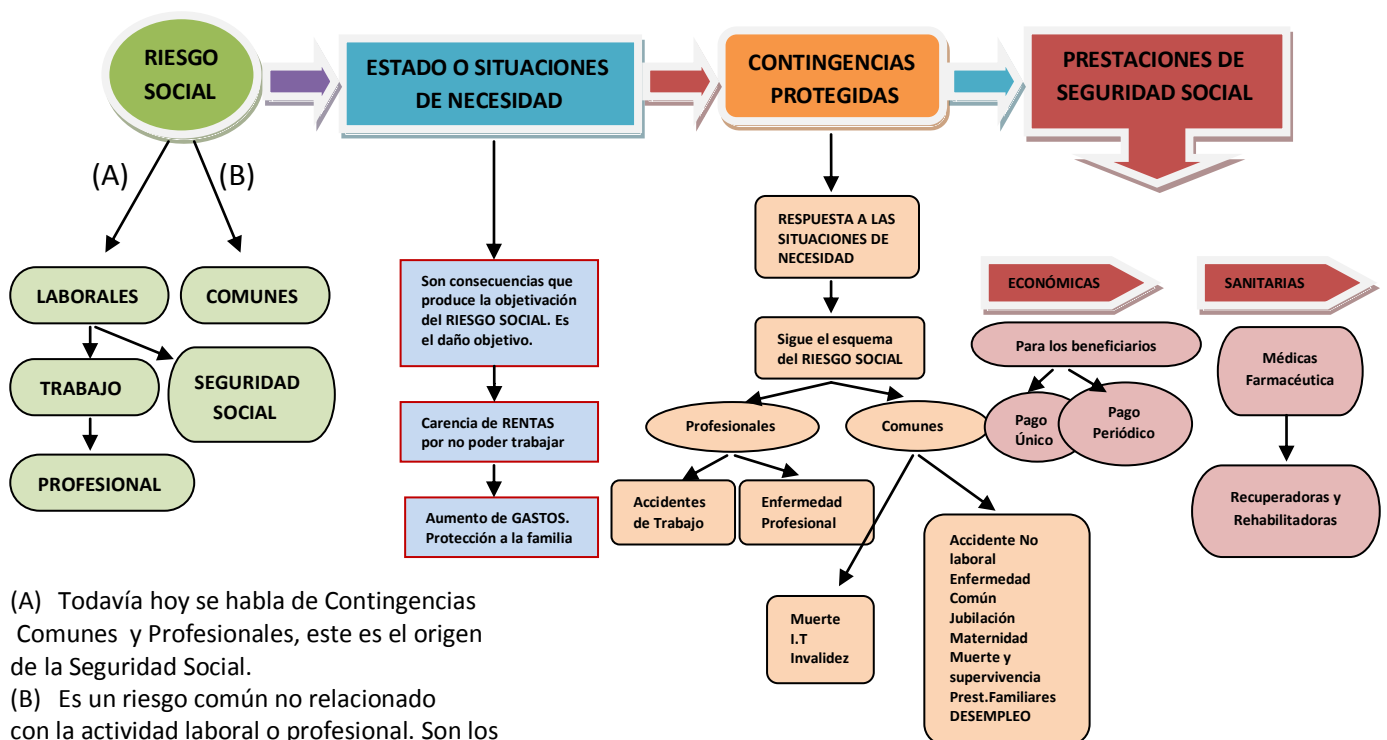 RIESGO
SOCIAL
ESTADO O SITUACIONES
DE NECESIDAD
CONTINGENCIAS
PROTEGIDAS
PRESTACIONES DE
SEGURIDAD SOCIAL
(A)
(B)
LABORALES
COMUNES
TRABAJO
SEGURIDAD
SOCIAL
PROFESIONAL
Son consecuencias que
produce la objetivación
del RIESGO SOCIAL. Es
el daño objetivo.
Carencia de RENTAS
por no poder trabajar
Aumento de GASTOS.
Protección a la familia
RESPUESTA A LAS
SITUACIONES DE
NECESIDAD
Sigue el esquema
del RIESGO SOCIAL
Profesionales
Comunes
Accidentes
de Trabajo
Enfermedad
Profesional
Muerte
I.T
Invalidez
Accidente No
laboral
Enfermedad
Común
Jubilación
Maternidad
Muerte y
supervivencia
Prest.Familiares
DESEMPLEO
ECONÓMICAS
Para los beneficiarios
Pago
Único
Pago
Periódico
SANITARIAS
Médicas
Farmacéutica
Recuperadoras y
Rehabilitadoras
(A) Todavía hoy se habla de Contingencias
Comunes y Profesionales, este es el origen
de la Seguridad Social.
(B) Es un riesgo común no relacionado
con la actividad laboral o profesional. Son los